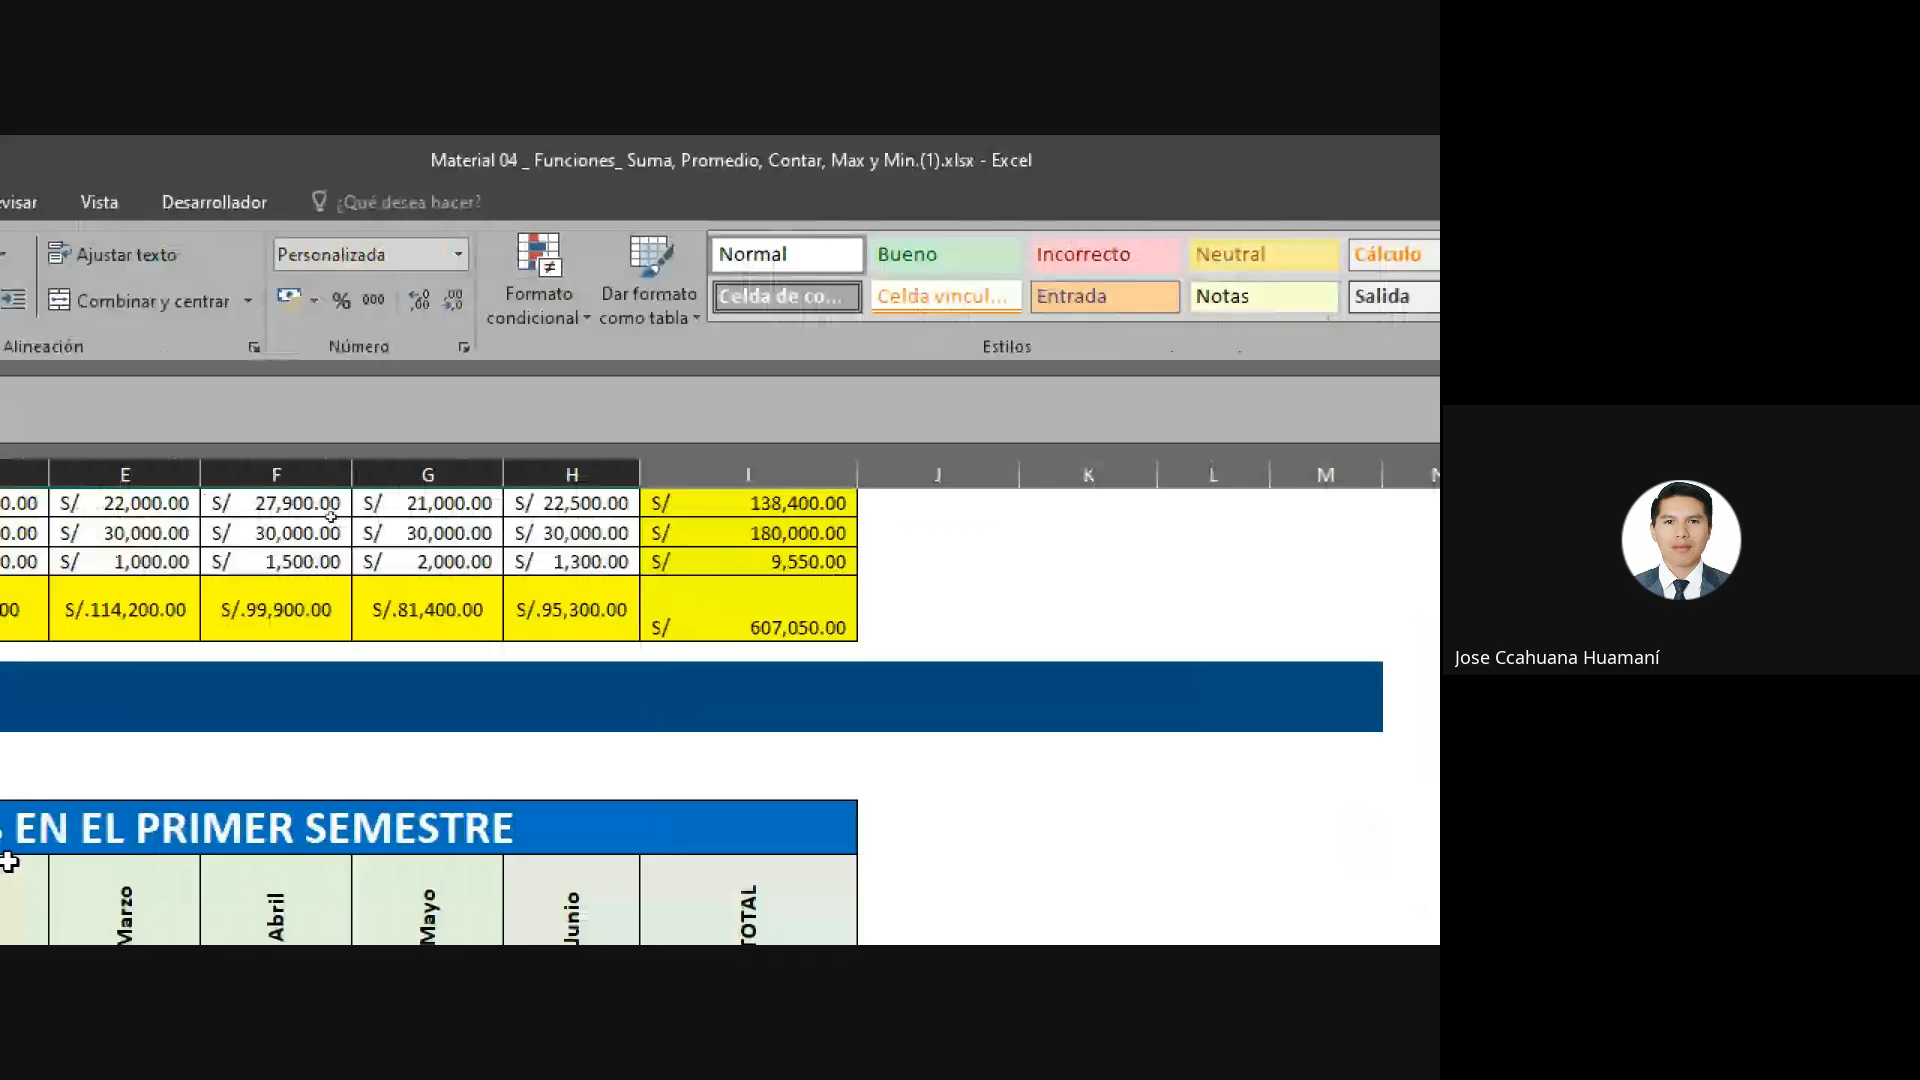 Material 04 _ Funciones_ Suma, Promedio, Contar, Max y Min.(1).xlsx - Excel
evisar Vista Desarrollador ¿Qué desea hacer?
Ajustar texto Personalizada Normal Bueno Incorrecto Neutral Cálculo
Combinar y centrar % 000 Formato condicional Dar formato como tabla Celda de co... Celda vincul... Entrada Notas Salida
Alineación Número Estilos
E F G H I J K L M
0.00 S/ 22,000.00 S/ 27,900.00 S/ 21,000.00 S/ 22,500.00 S/ 138,400.00
0.00 S/ 30,000.00 S/ 30,000.00 S/ 30,000.00 S/ 30,000.00 S/ 180,000.00
0.00 S/ 1,000.00 S/ 1,500.00 S/ 2,000.00 S/ 1,300.00 S/ 9,550.00
00 S/.114,200.00 S/.99,900.00 S/.81,400.00 S/.95,300.00 S/ 607,050.00
EN EL PRIMER SEMESTRE
Marzo Abril Mayo Junio TOTAL
Jose Ccahuana Huamaní